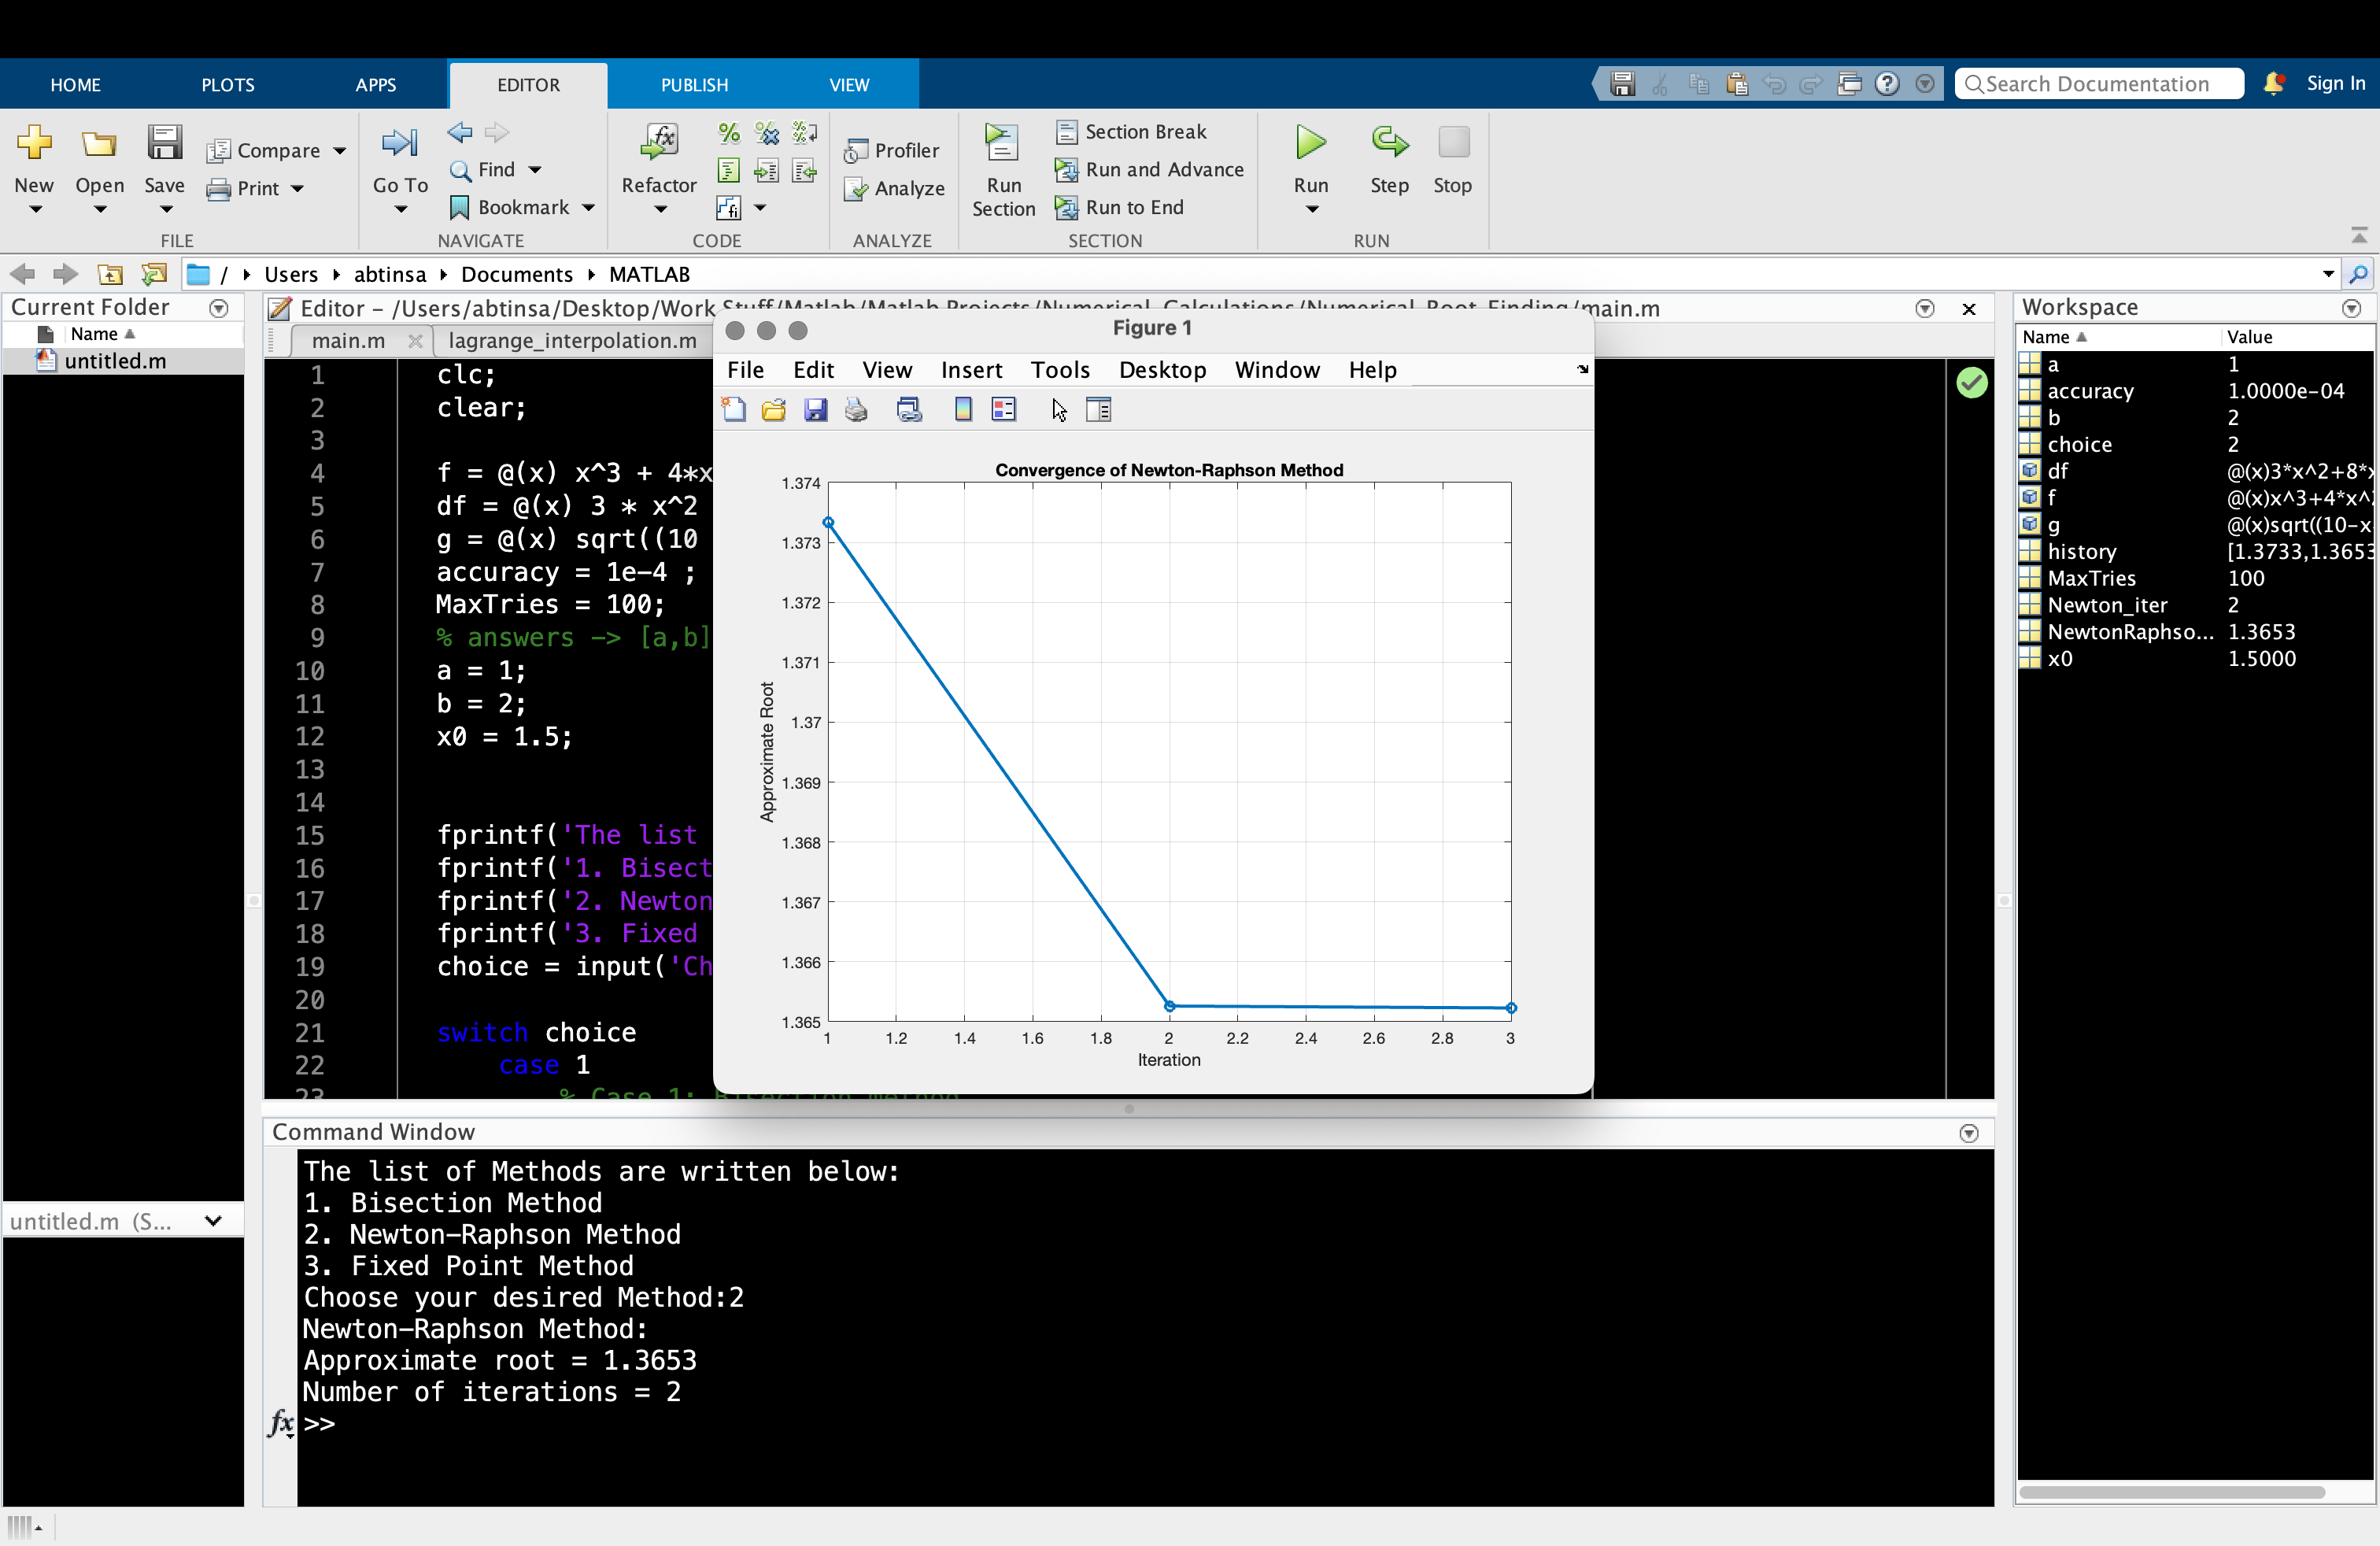 HOME PLOTS APPS EDITOR PUBLISH VIEW Search Documentation Sign In
New Open Save Compare Print
FILE
Go To Find Bookmark
NAVIGATE
Refactor
CODE
Profiler
Analyze
ANALYZE
Run Section
Section Break
Run and Advance
Run to End
SECTION
Run Step Stop
RUN
/ Users abtinsa Documents MATLAB
Current Folder
Name
untitled.m
untitled.m (S...
Editor – /Users/abtinsa/Desktop/Work Stuff/Matlab/Matlab Projects/Numerical_Calculations/Numerical_Root_Finding/main.m
main.m lagrange_interpolation.m
1 clc;
2 clear;
3
4 f = @(x) x^3 + 4*x
5 df = @(x) 3 * x^2
6 g = @(x) sqrt((10
7 accuracy = 1e-4 ;
8 MaxTries = 100;
9 % answers -> [a,b]
10 a = 1;
11 b = 2;
12 x0 = 1.5;
13
14
15 fprintf('The list
16 fprintf('1. Bisect
17 fprintf('2. Newton
18 fprintf('3. Fixed
19 choice = input('Ch
20
21 switch choice
22 case 1
23 % Case 1: Bisection method
Figure 1
File Edit View Insert Tools Desktop Window Help
Convergence of Newton-Raphson Method
1.374
1.373
1.372
1.371
1.37
1.369
1.368
1.367
1.366
1.365
Approximate Root
1 1.2 1.4 1.6 1.8 2 2.2 2.4 2.6 2.8 3
Iteration
Workspace
Name Value
a 1
accuracy 1.0000e-04
b 2
choice 2
df @(x)3*x^2+8*x
f @(x)x^3+4*x^
g @(x)sqrt((10-x
history [1.3733,1.3653
MaxTries 100
Newton_iter 2
NewtonRaphso... 1.3653
x0 1.5000
Command Window
The list of Methods are written below:
1. Bisection Method
2. Newton-Raphson Method
3. Fixed Point Method
Choose your desired Method:2
Newton-Raphson Method:
Approximate root = 1.3653
Number of iterations = 2
fx >>